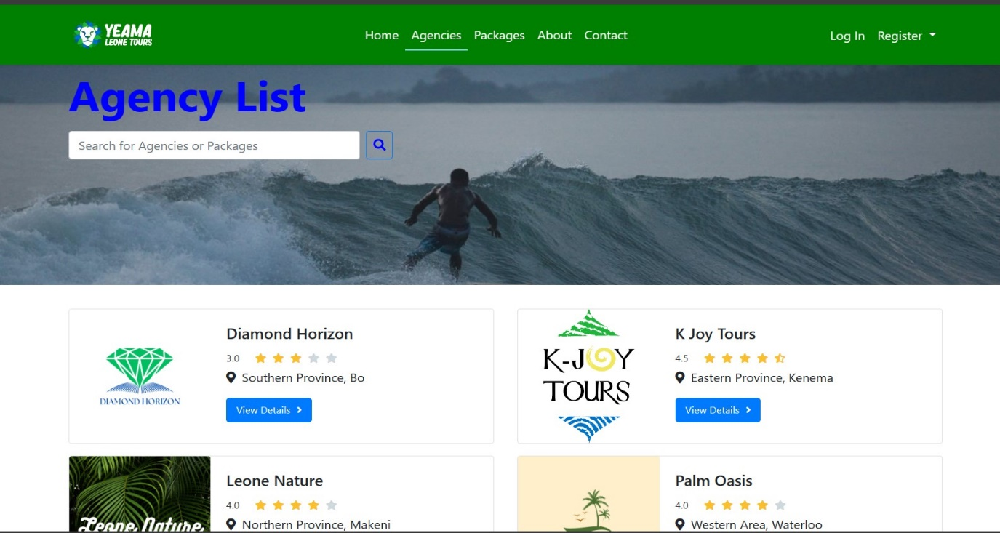 YEAMA
LEONE TOURS
Home Agencies Packages About Contact
Log In Register
Agency List
Search for Agencies or Packages
DIAMOND HORIZON
Diamond Horizon
3.0
Southern Province, Bo
View Details
K-JOY
TOURS
K Joy Tours
4.5
Eastern Province, Kenema
View Details
Leone Nature
Leone Nature
4.0
Northern Province, Makeni
Palm Oasis
4.0
Western Area, Waterloo